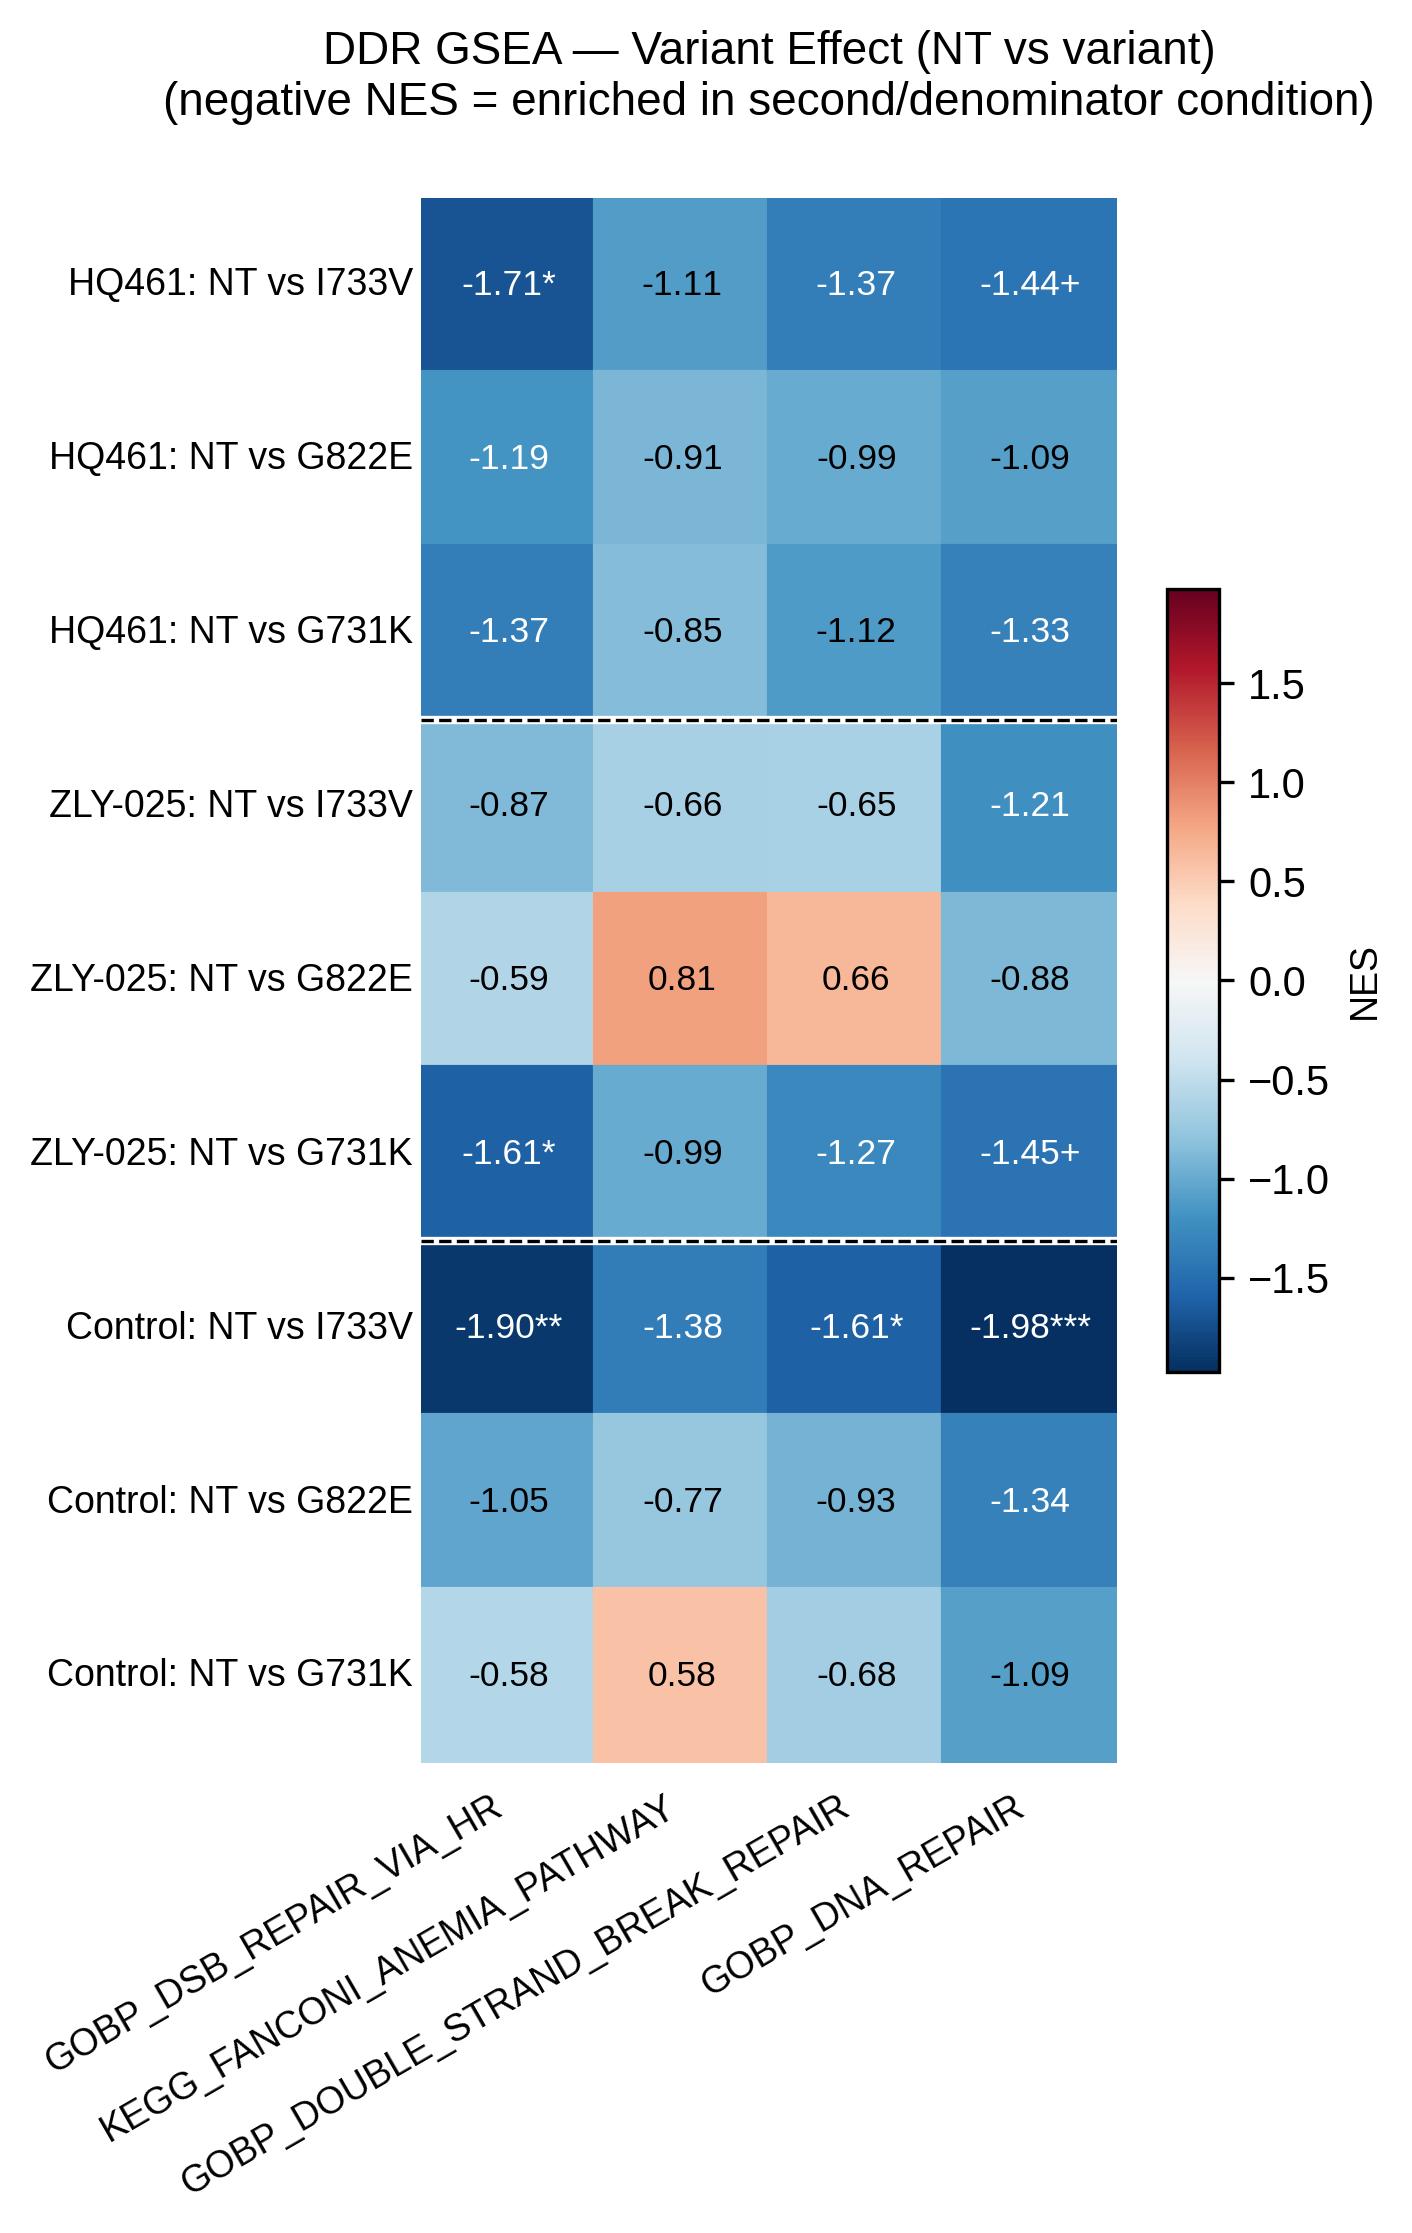 DDR GSEA — Variant Effect (NT vs variant)
(negative NES = enriched in second/denominator condition)
HQ461: NT vs I733V -1.71* -1.11 -1.37 -1.44+
HQ461: NT vs G822E -1.19 -0.91 -0.99 -1.09
HQ461: NT vs G731K -1.37 -0.85 -1.12 -1.33
ZLY-025: NT vs I733V -0.87 -0.66 -0.65 -1.21
ZLY-025: NT vs G822E -0.59 0.81 0.66 -0.88
ZLY-025: NT vs G731K -1.61* -0.99 -1.27 -1.45+
Control: NT vs I733V -1.90** -1.38 -1.61* -1.98***
Control: NT vs G822E -1.05 -0.77 -0.93 -1.34
Control: NT vs G731K -0.58 0.58 -0.68 -1.09
GOBP_DSB_REPAIR_VIA_HR
KEGG_FANCONI_ANEMIA_PATHWAY
GOBP_DOUBLE_STRAND_BREAK_REPAIR
GOBP_DNA_REPAIR
1.5
1.0
0.5
0.0
−0.5
−1.0
−1.5
NES